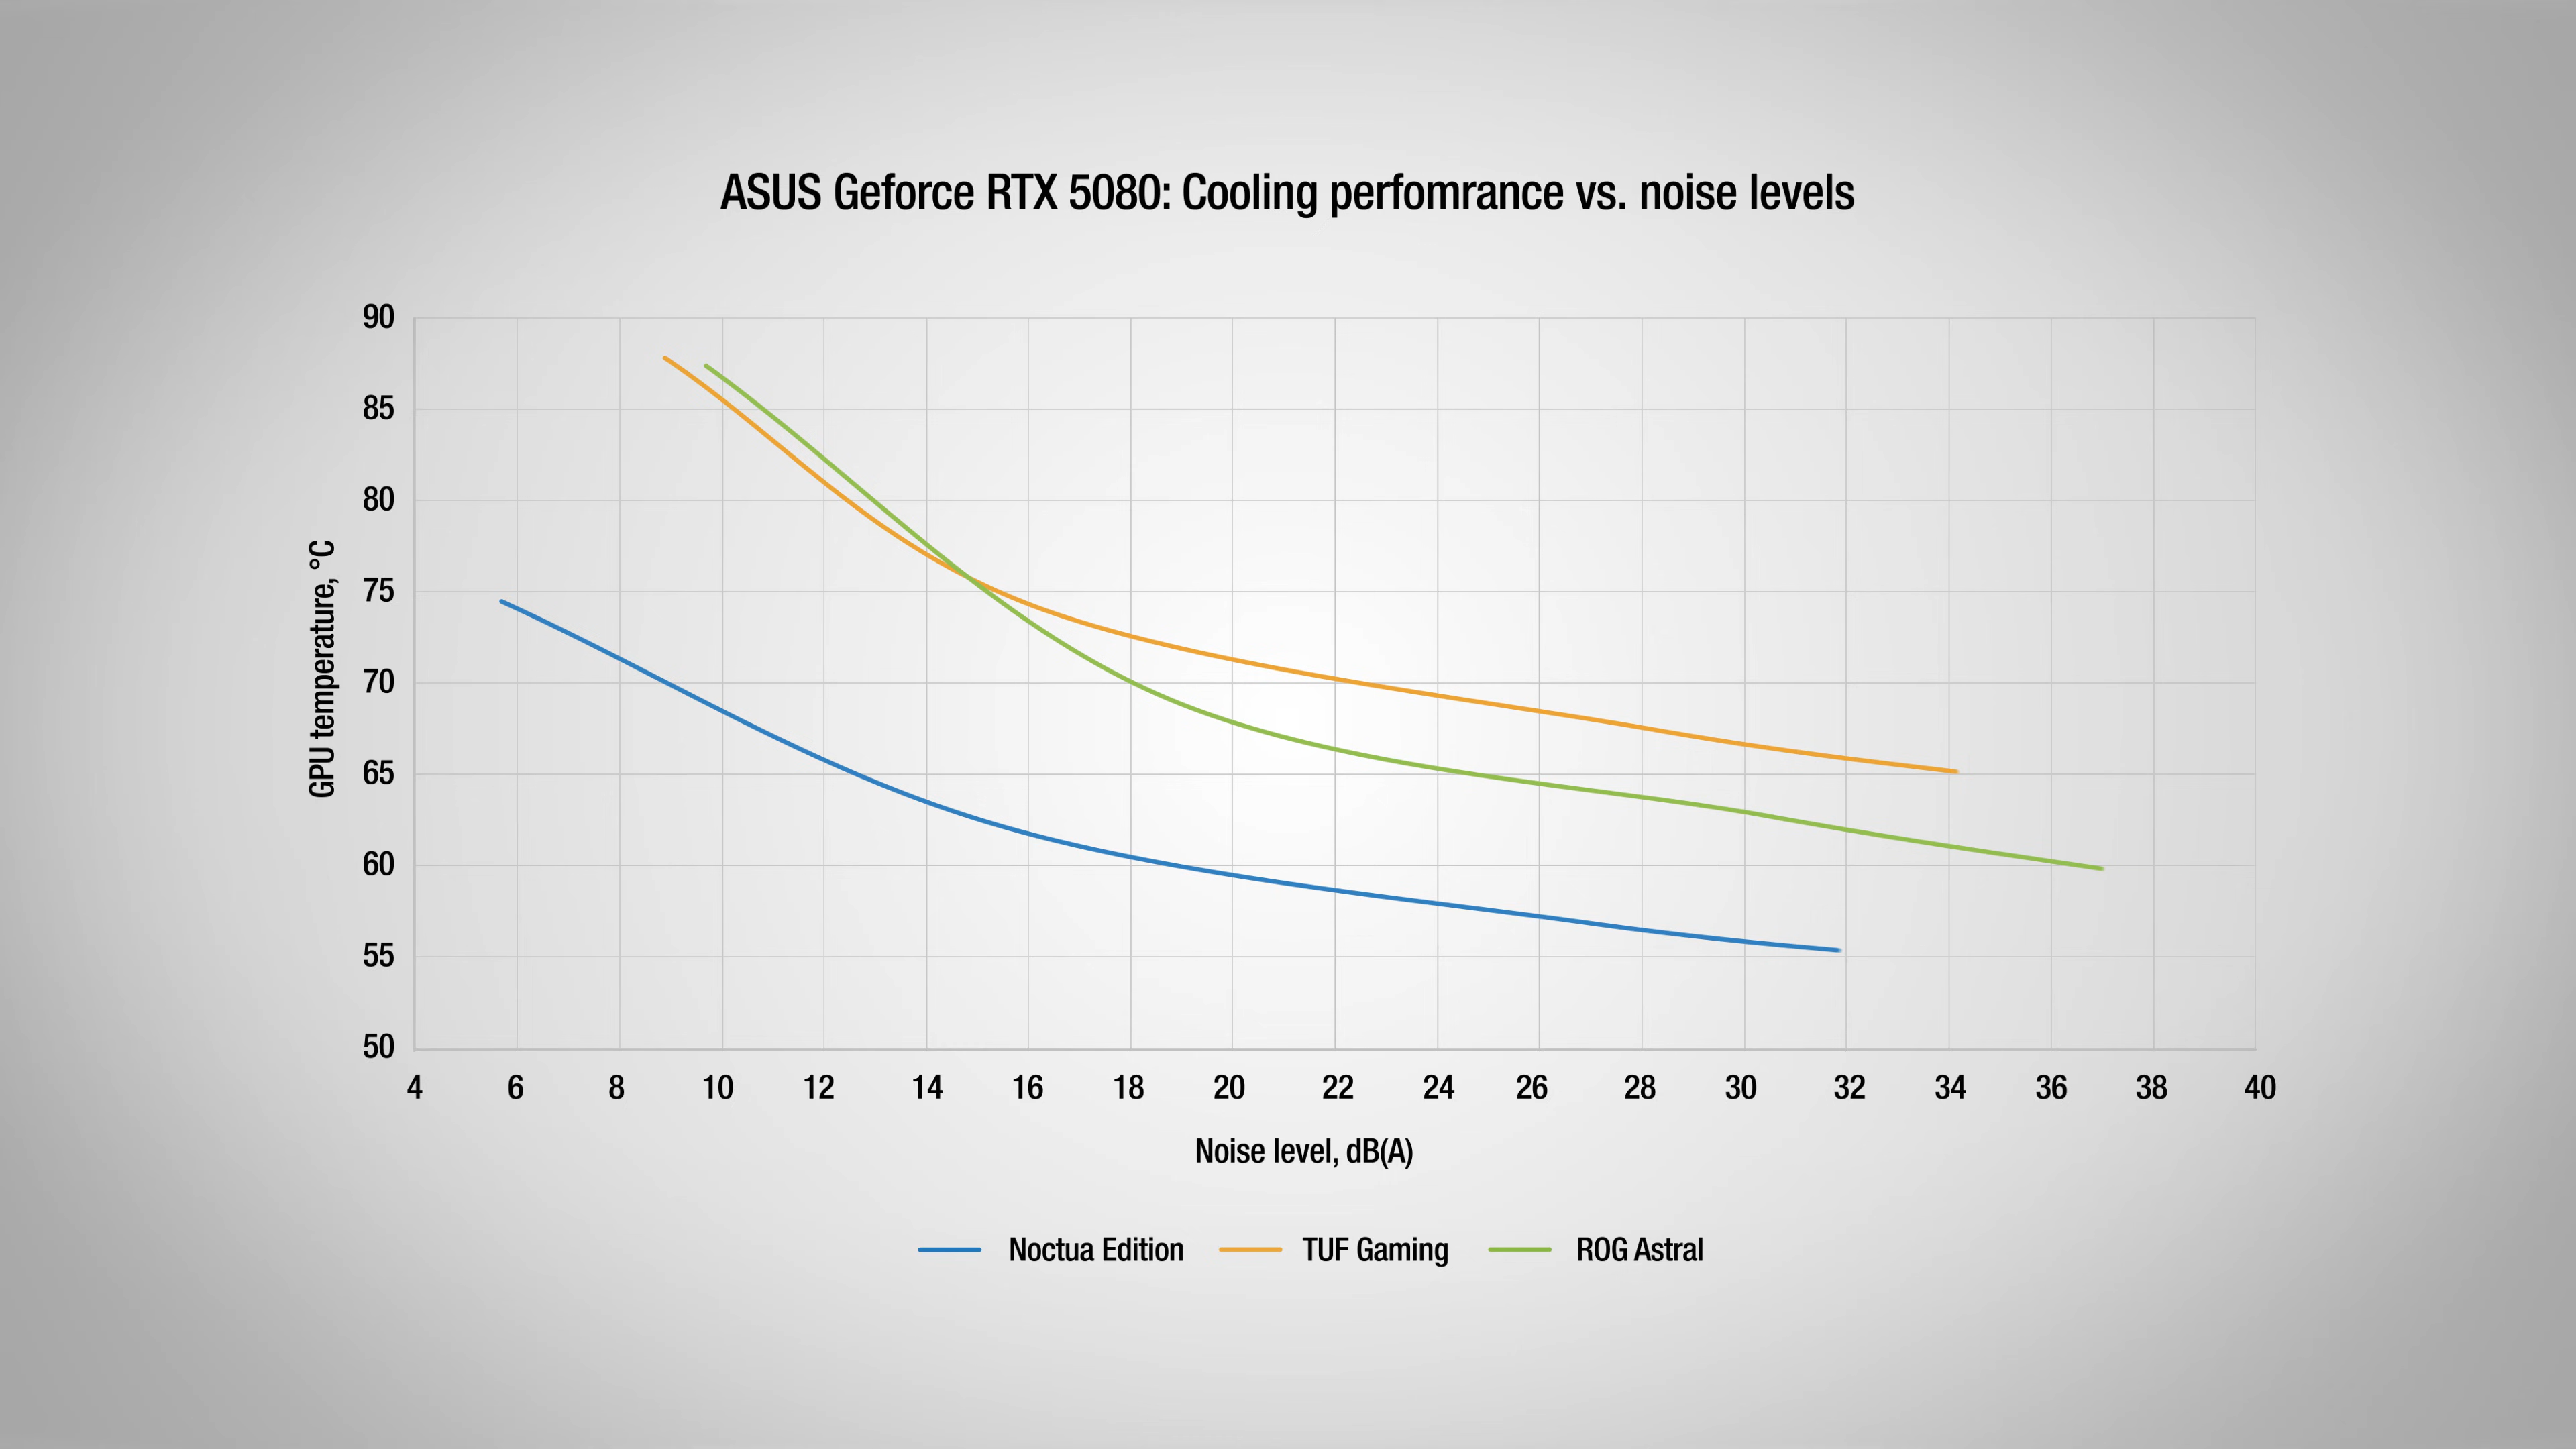 ASUS Geforce RTX 5080: Cooling perfomrance vs. noise levels
90
85
80
75
70
65
60
55
50
GPU temperature, °C
4 6 8 10 12 14 16 18 20 22 24 26 28 30 32 34 36 38 40
Noise level, dB(A)
Noctua Edition TUF Gaming ROG Astral